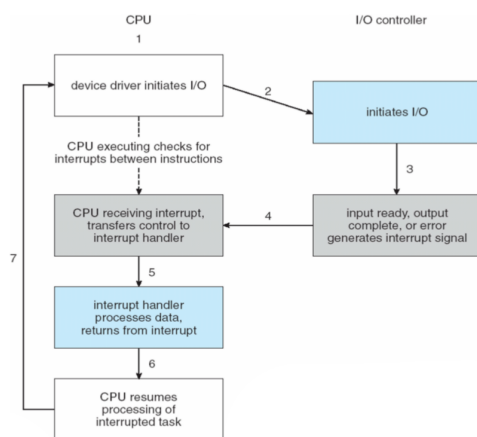 CPU
I/O controller
1
device driver initiates I/O
2
initiates I/O
CPU executing checks for
interrupts between instructions
3
CPU receiving interrupt,
transfers control to
interrupt handler
4
input ready, output
complete, or error
generates interrupt signal
7
5
interrupt handler
processes data,
returns from interrupt
6
CPU resumes
processing of
interrupted task